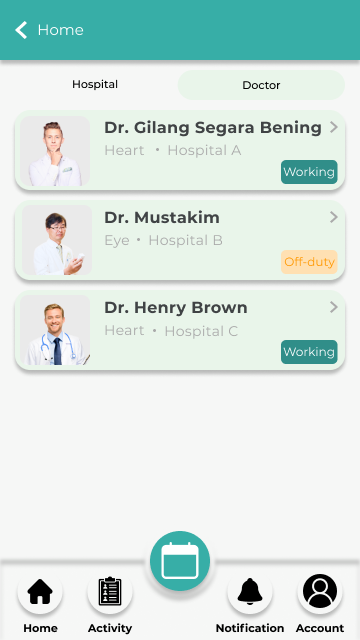 Home
Hospital
Doctor
Dr. Gilang Segara Bening
Heart • Hospital A
Working
Dr. Mustakim
Eye • Hospital B
Off-duty
Dr. Henry Brown
Heart • Hospital C
Working
Home
Activity
Notification
Account